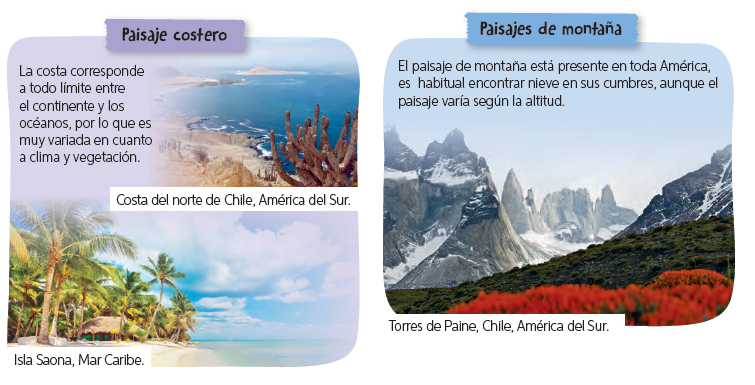 Paisaje costero
La costa corresponde
a todo límite entre
el continente y los
océanos, por lo que es
muy variada en cuanto
a clima y vegetación.
Costa del norte de Chile, América del Sur.
Isla Saona, Mar Caribe.
Paisajes de montaña
El paisaje de montaña está presente en toda América,
es habitual encontrar nieve en sus cumbres, aunque el
paisaje varía según la altitud.
Torres de Paine, Chile, América del Sur.